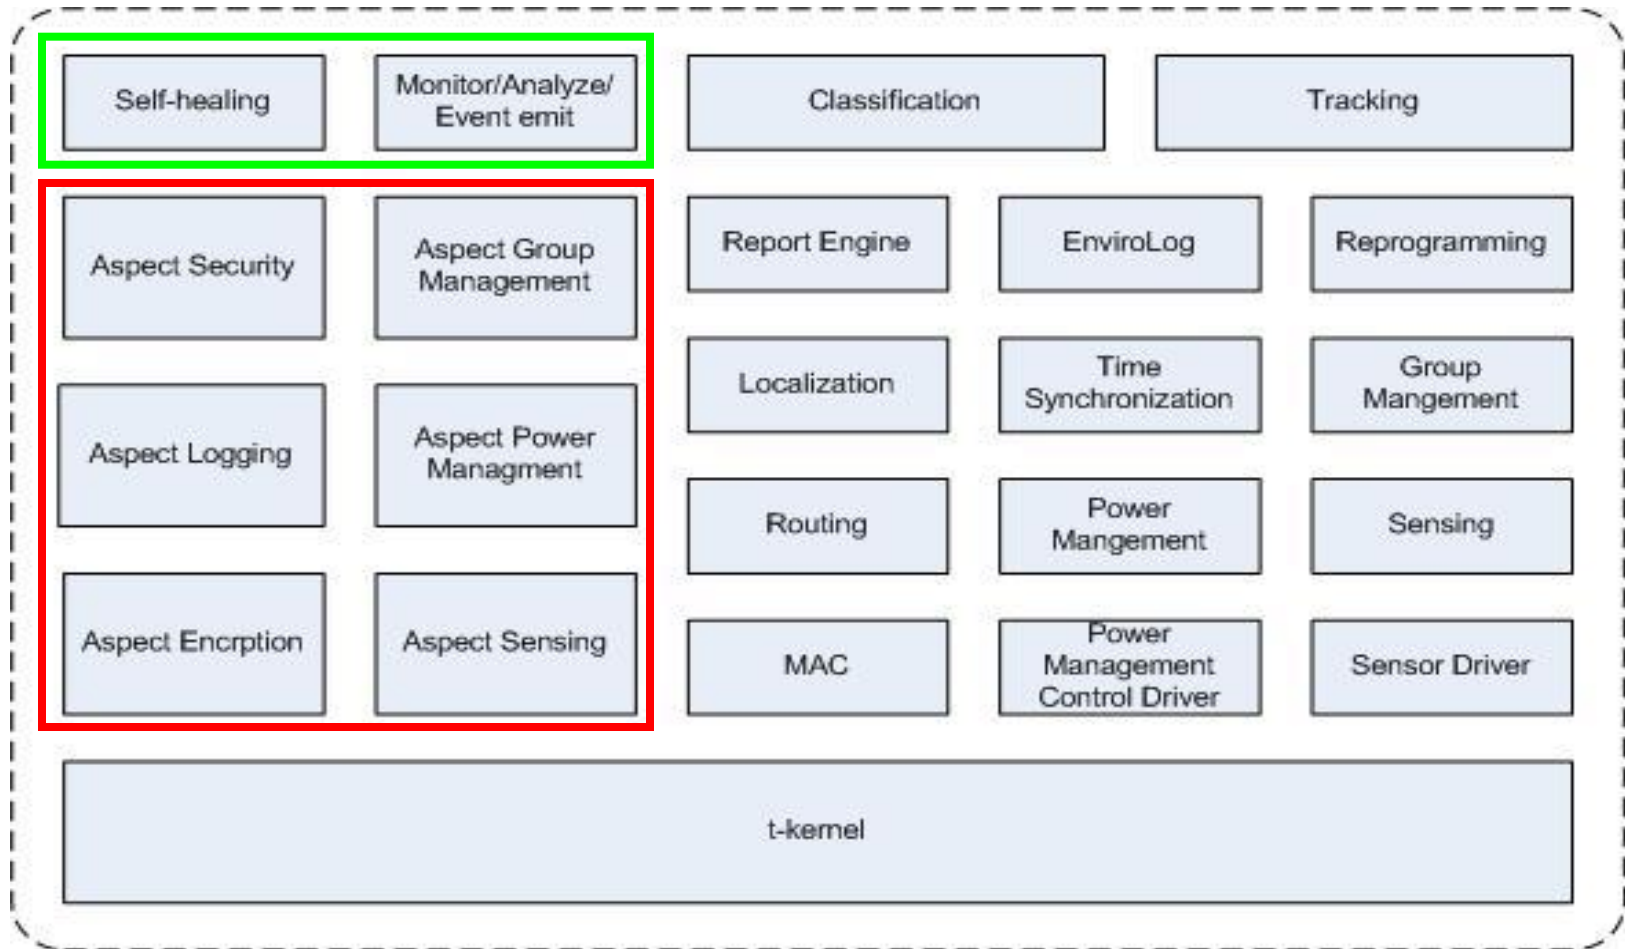 Self-healing
Monitor/Analyze/
Event emit
Classification
Tracking
Aspect Security
Aspect Group
Management
Report Engine
EnviroLog
Reprogramming
Localization
Time
Synchronization
Group
Mangement
Aspect Logging
Aspect Power
Managment
Routing
Power
Mangement
Sensing
Aspect Encrption
Aspect Sensing
MAC
Power
Management
Control Driver
Sensor Driver
t-kernel